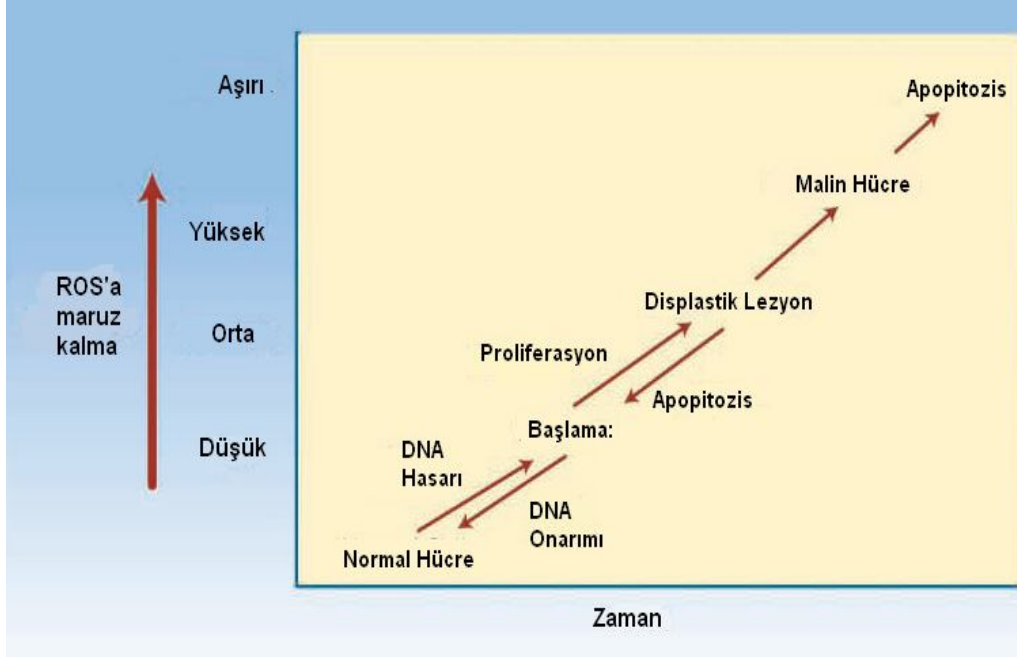 Aşırı
Yüksek
Orta
Düşük
ROS'a
maruz
kalma
Apopitozis
Malin Hücre
Displastik Lezyon
Proliferasyon
Apopitozis
Başlama:
DNA
Hasarı
DNA
Onarımı
Normal Hücre
Zaman